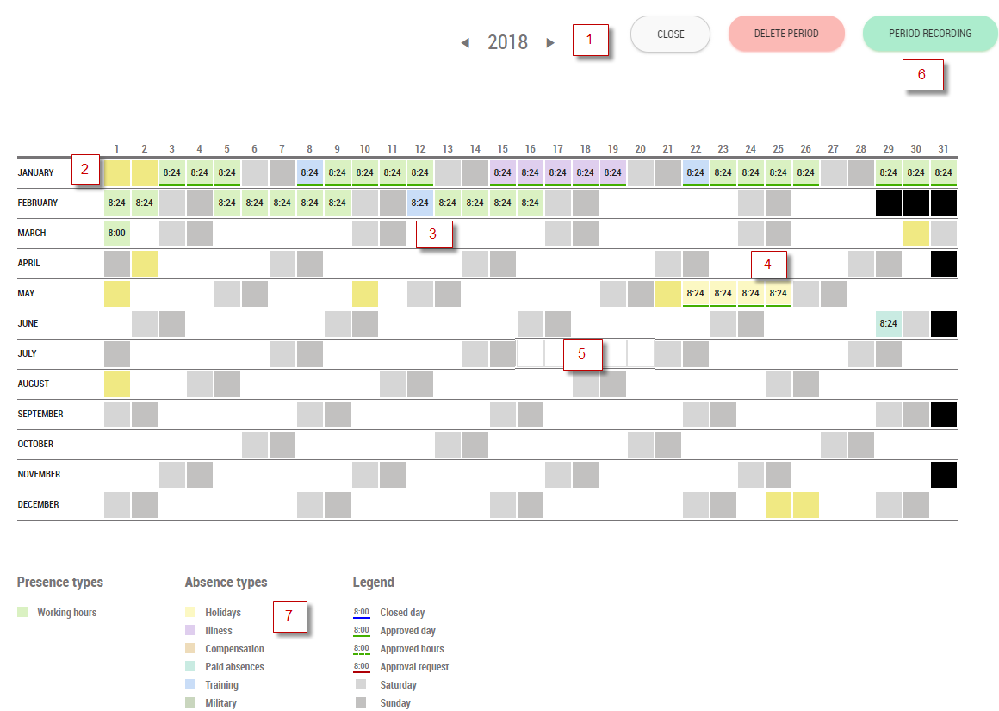 2018 1 CLOSE DELETE PERIOD PERIOD RECORDING
6
1 2 3 4 5 6 7 8 9 10 11 12 13 14 15 16 17 18 19 20 21 22 23 24 25 26 27 28 29 30 31
JANUARY 2 8:24 8:24 8:24 8:24 8:24 8:24 8:24 8:24 8:24 8:24 8:24 8:24 8:24 8:24 8:24 8:24 8:24 8:24 8:24 8:24 8:24
FEBRUARY 8:24 8:24 8:24 8:24 8:24 8:24 8:24 8:24 8:24 8:24 8:24 8:24
MARCH 8:00 3
APRIL 4
MAY 8:24 8:24 8:24 8:24
JUNE 8:24
JULY 5
AUGUST
SEPTEMBER
OCTOBER
NOVEMBER
DECEMBER
Presence types Absence types Legend
Working hours Holidays 7 8:00 Closed day
Illness 8:00 Approved day
Compensation 8:00 Approved hours
Paid absences 8:00 Approval request
Training Saturday
Military Sunday